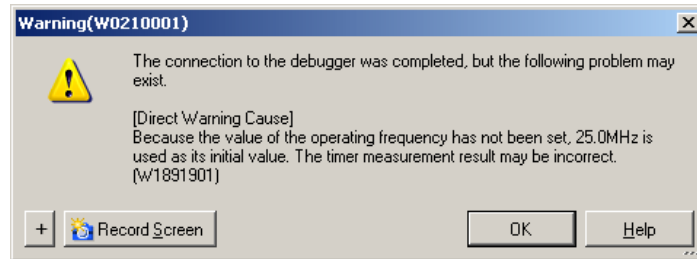 Warning(W0210001)
The connection to the debugger was completed, but the following problem may
exist.
[Direct Warning Cause]
Because the value of the operating frequency has not been set, 25.0MHz is
used as its initial value. The timer measurement result may be incorrect.
(W1891901)
+ Record Screen OK Help